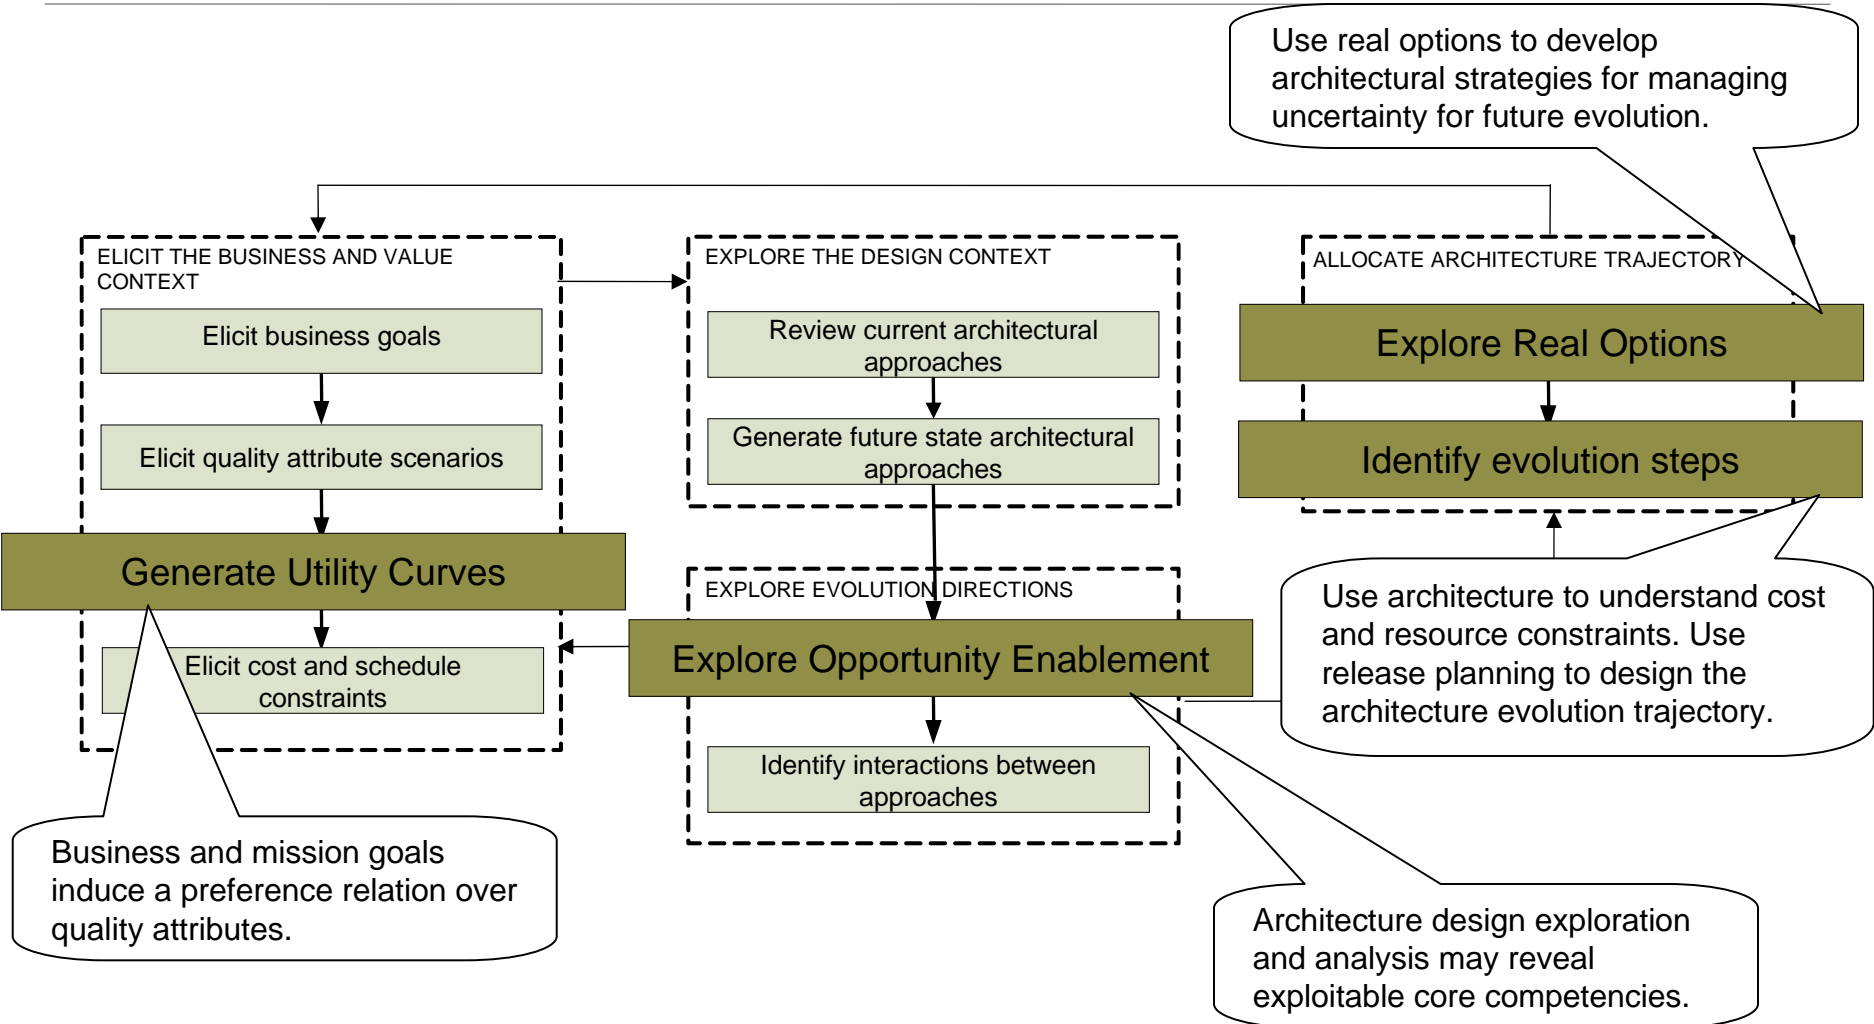 Use real options to develop
architectural strategies for managing
uncertainty for future evolution.
ELICIT THE BUSINESS AND VALUE
CONTEXT
Elicit business goals
Elicit quality attribute scenarios
Generate Utility Curves
Elicit cost and schedule
constraints
Business and mission goals
induce a preference relation over
quality attributes.
EXPLORE THE DESIGN CONTEXT
Review current architectural
approaches
Generate future state architectural
approaches
EXPLORE EVOLUTION DIRECTIONS
Explore Opportunity Enablement
Identify interactions between
approaches
Architecture design exploration
and analysis may reveal
exploitable core competencies.
ALLOCATE ARCHITECTURE TRAJECTORY
Explore Real Options
Identify evolution steps
Use architecture to understand cost
and resource constraints. Use
release planning to design the
architecture evolution trajectory.